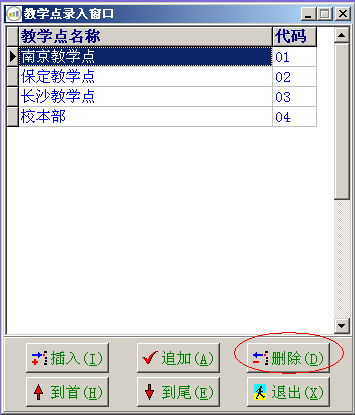 教学点录入窗口
教学点名称 代码
南京教学点 01
保定教学点 02
长沙教学点 03
校本部 04
插入(I) 追加(A) 删除(D)
到首(H) 到尾(E) 退出(X)